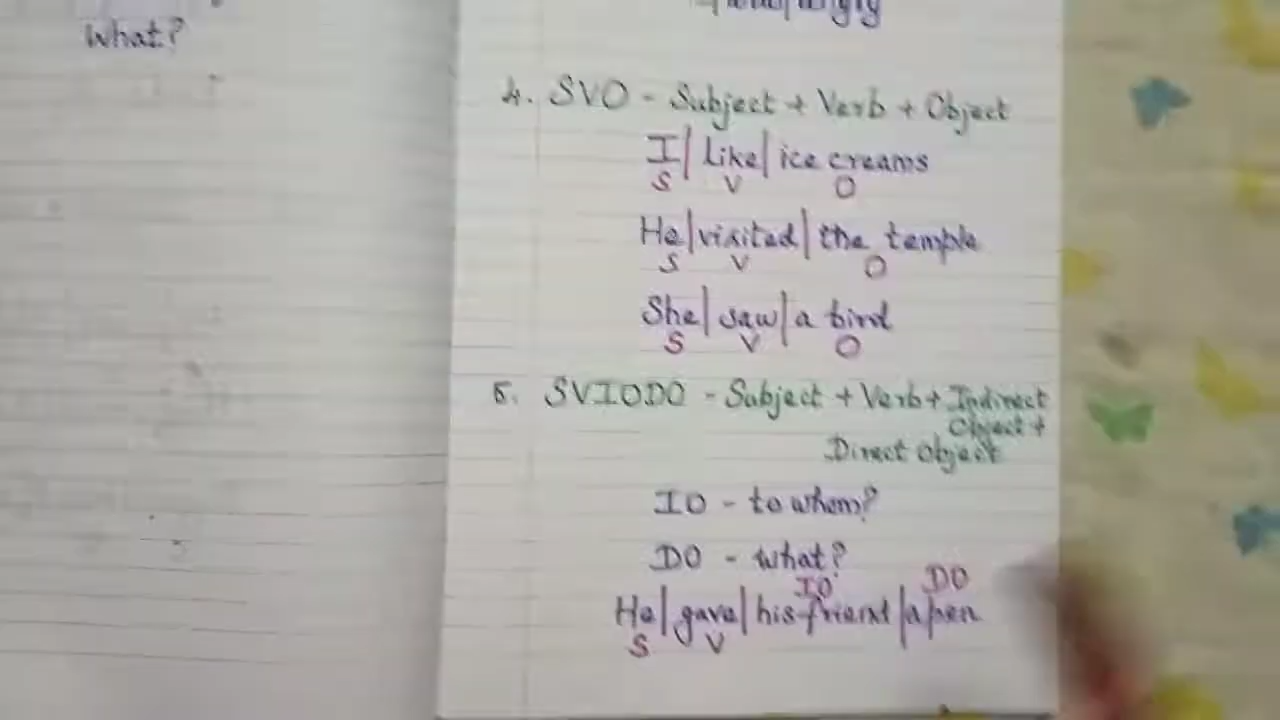 What?
4. SVO - Subject + Verb + Object
I| like| ice creams
S V O
He|visited| the temple
S V O
She| saw| a bird
S V O
5. SVIODO - Subject + Verb + Indirect
Object +
Direct Object
IO - to whom?
DO - what?
IO DO
He| gave| his friend |a pen
S V